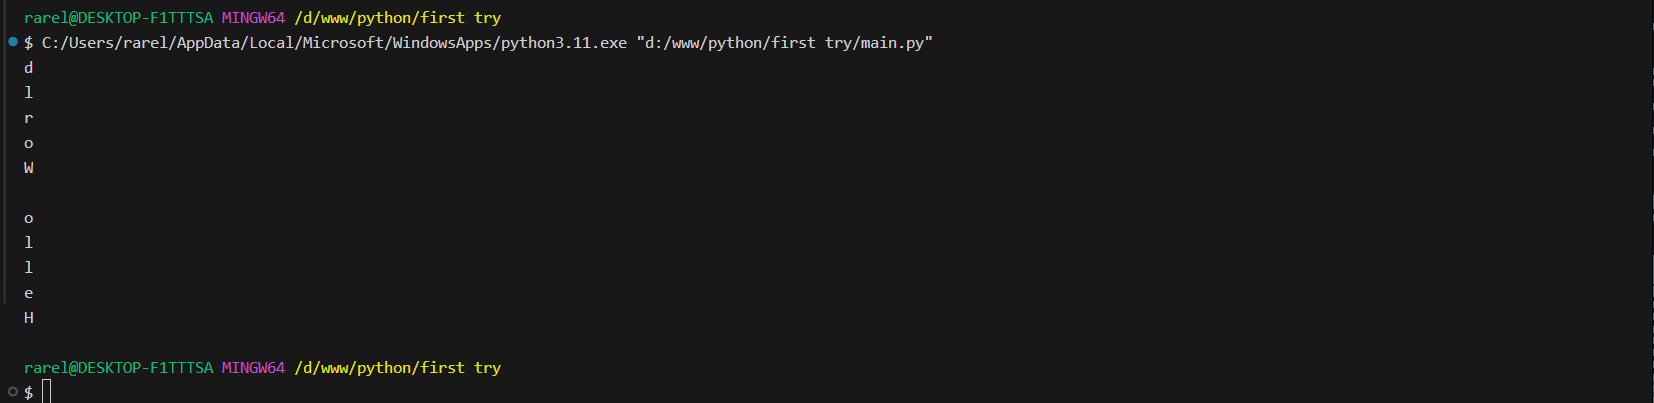 rarel@DESKTOP-F1TTTSA MINGW64 /d/www/python/first try
$ C:/Users/rarel/AppData/Local/Microsoft/WindowsApps/python3.11.exe "d:/www/python/first try/main.py"
d
l
r
o
W

o
l
l
e
H

rarel@DESKTOP-F1TTTSA MINGW64 /d/www/python/first try
$